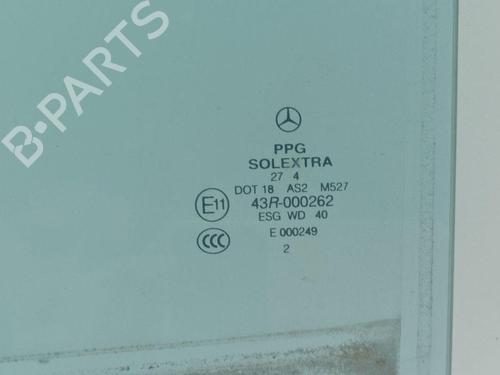 B-PARTS
PPG
SOLEXTRA
27 4
DOT 18 AS2 M527
E11 43R-000262
ESG WD 40
CCC E 000249
2